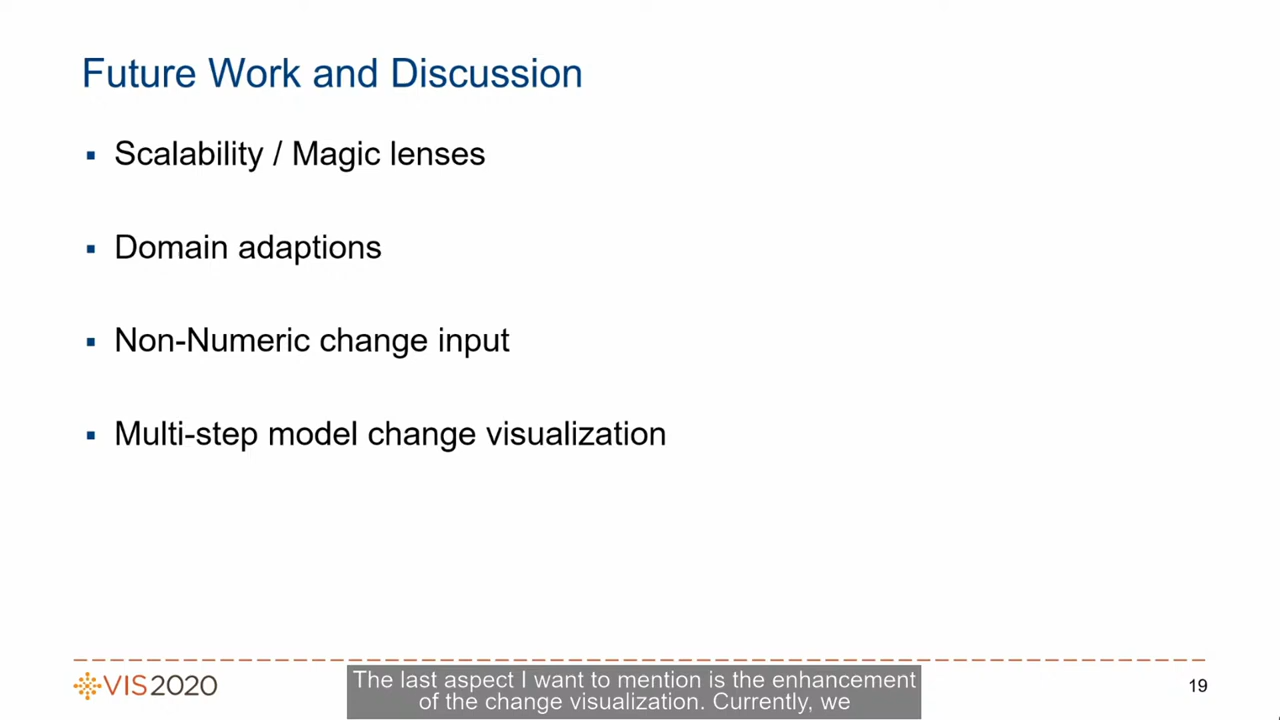 Future Work and Discussion
▪ Scalability / Magic lenses
▪ Domain adaptions
▪ Non-Numeric change input
▪ Multi-step model change visualization
VIS2020
The last aspect I want to mention is the enhancement
of the change visualization. Currently, we
19